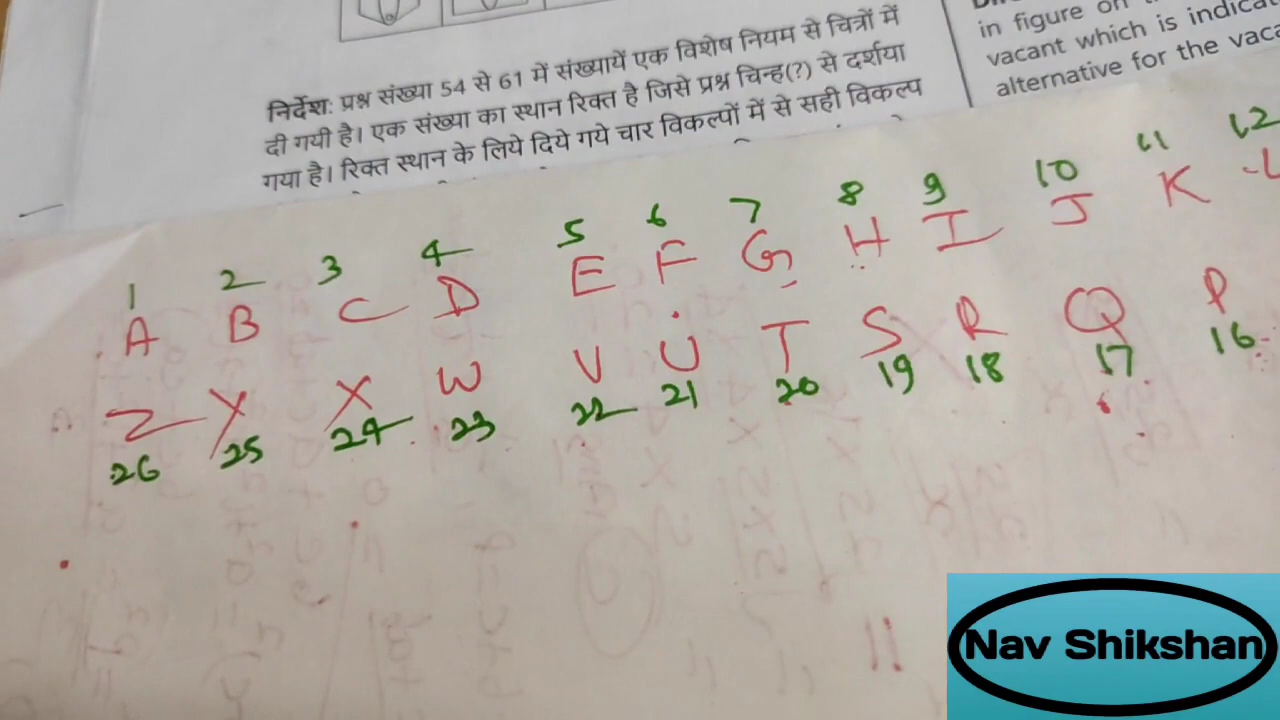 निर्देश: प्रश्न संख्या 54 से 61 में संख्यायें एक विशेष नियम से चित्रों में
दी गयी है। एक संख्या का स्थान रिक्त है जिसे प्रश्न चिन्ह(?) से दर्शया
गया है। रिक्त स्थान के लिये दिये गये चार विकल्पों में से सही विकल्प
in figure on
vacant which is indicat
alternative for the vaca
1 2 3 4 5 6 7 8 9 10 11 12
A B C D E F G H I J K L
Z Y X W V U T S R Q P
26 25 24 23 22 21 20 19 18 17 16
Nav Shikshan